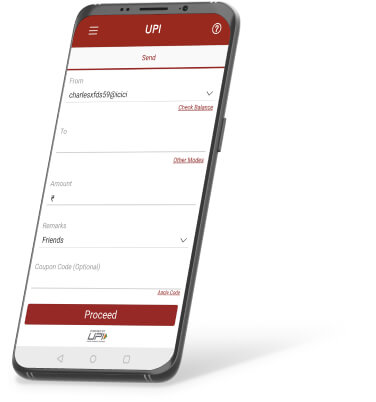 UPI
Send
From
charlesxfds59@icici
Check Balance
To
Other Modes
Amount
₹
Remarks
Friends
Coupon Code (Optional)
Apply Code
Proceed
UPI